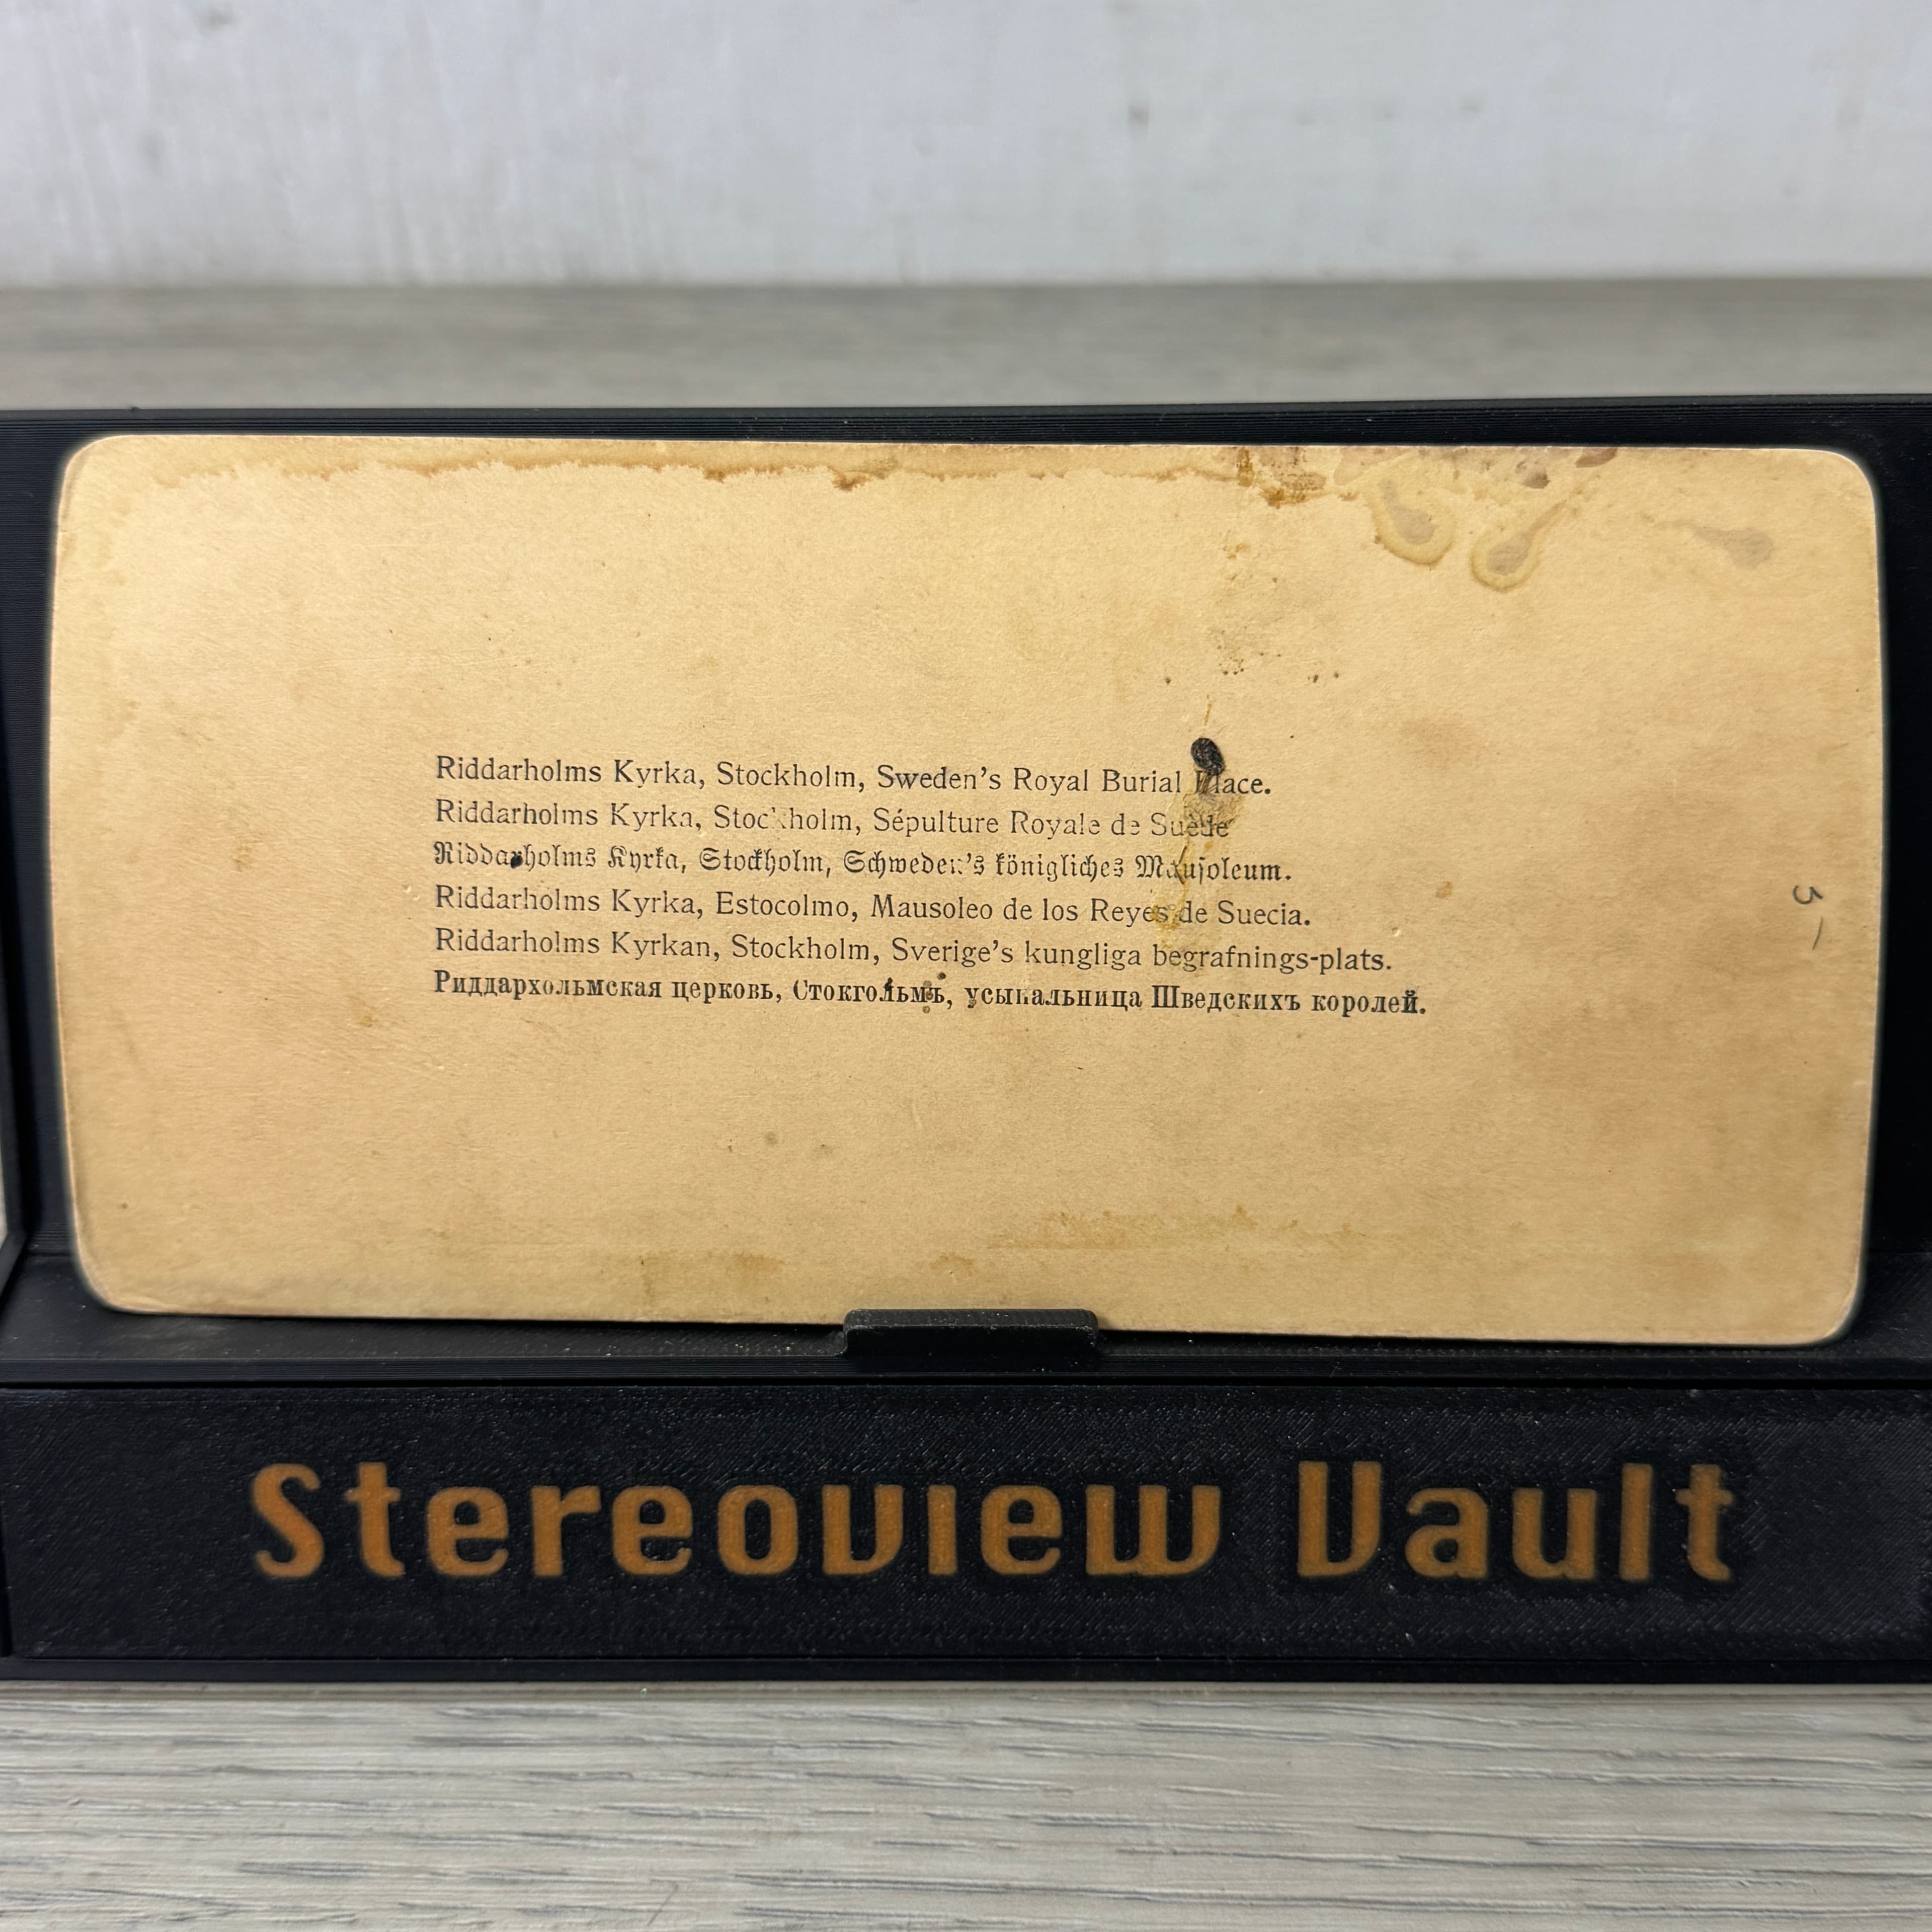 Riddarholms Kyrka, Stockholm, Sweden's Royal Burial Place.
Riddarholms Kyrka, Stockholm, Sépulture Royale de Suède
Riddarholms Kyrka, Stockholm, Schweden's königliches Mausoleum.
Riddarholms Kyrka, Estocolmo, Mausoleo de los Reyes de Suecia.
Riddarholms Kyrkan, Stockholm, Sverige's kungliga begrafnings-plats.
Риддархольмская церковь, Стокгольмъ, усыпальница Шведскихъ королей.
Stereoview Vault